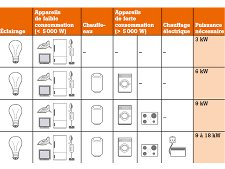 Éclairage
Appareils
de faible
consommation
(< 5 000 W)
Chauffe-
eau
Appareils
de forte
consommation
(> 5 000 W)
Chauffage
électrique
Puissance
nécessaire
– – – – 3 kW
– – 6 kW
– 9 kW
9 à 18 kW